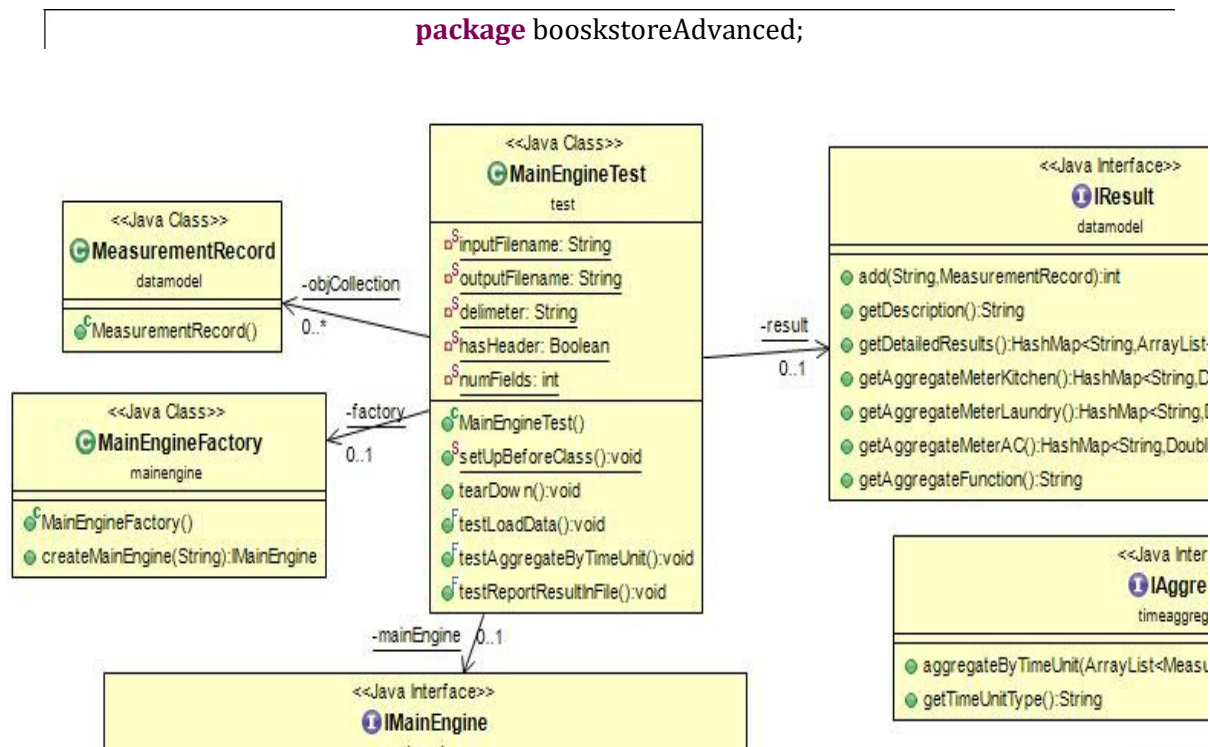 package booskstoreAdvanced;
<<Java Class>>
MainEngineTest
test
inputFilename: String
outputFilename: String
delimeter: String
hasHeader: Boolean
numFields: int
MainEngineTest()
setUpBeforeClass():void
tearDown():void
testLoadData():void
testAggregateByTimeUnit():void
testReportResultInFile():void
<<Java Class>>
MeasurementRecord
datamodel
MeasurementRecord()
-objCollection
0..*
<<Java Class>>
MainEngineFactory
mainengine
MainEngineFactory()
createMainEngine(String):IMainEngine
-factory
0..1
-result
0..1
<<Java Interface>>
IResult
datamodel
add(String,MeasurementRecord):int
getDescription():String
getDetailedResults():HashMap<String,ArrayList<
getAggregateMeterKitchen():HashMap<String,D
getAggregateMeterLaundry():HashMap<String,D
getAggregateMeterAC():HashMap<String,Doubl
getAggregateFunction():String
<<Java Inter
IAggre
timeaggreg
aggregateByTimeUnit(ArrayList<Measu
getTimeUnitType():String
-mainEngine
0..1
<<Java Interface>>
IMainEngine